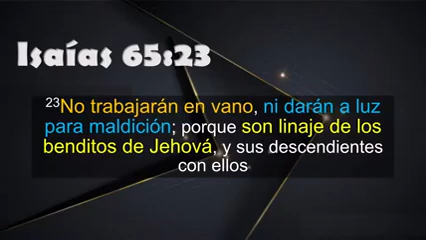 Isaías 65:23
23No trabajarán en vano, ni darán a luz
para maldición; porque son linaje de los
benditos de Jehová, y sus descendientes
con ellos